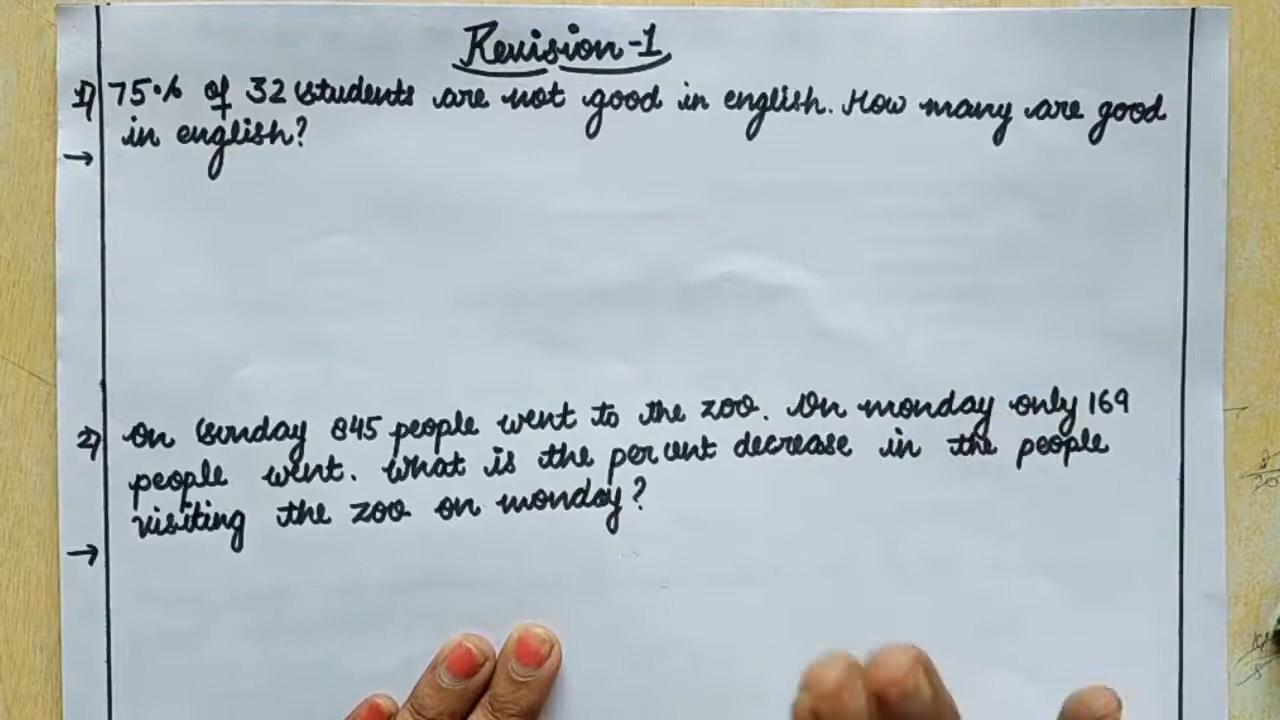 Revision-1
1) 75% of 32 students are not good in english. How many are good
in english?
→
2) On Sunday 845 people went to the zoo. On monday only 169
people went. What is the percent decrease in the people
visiting the zoo on monday?
→
8/20